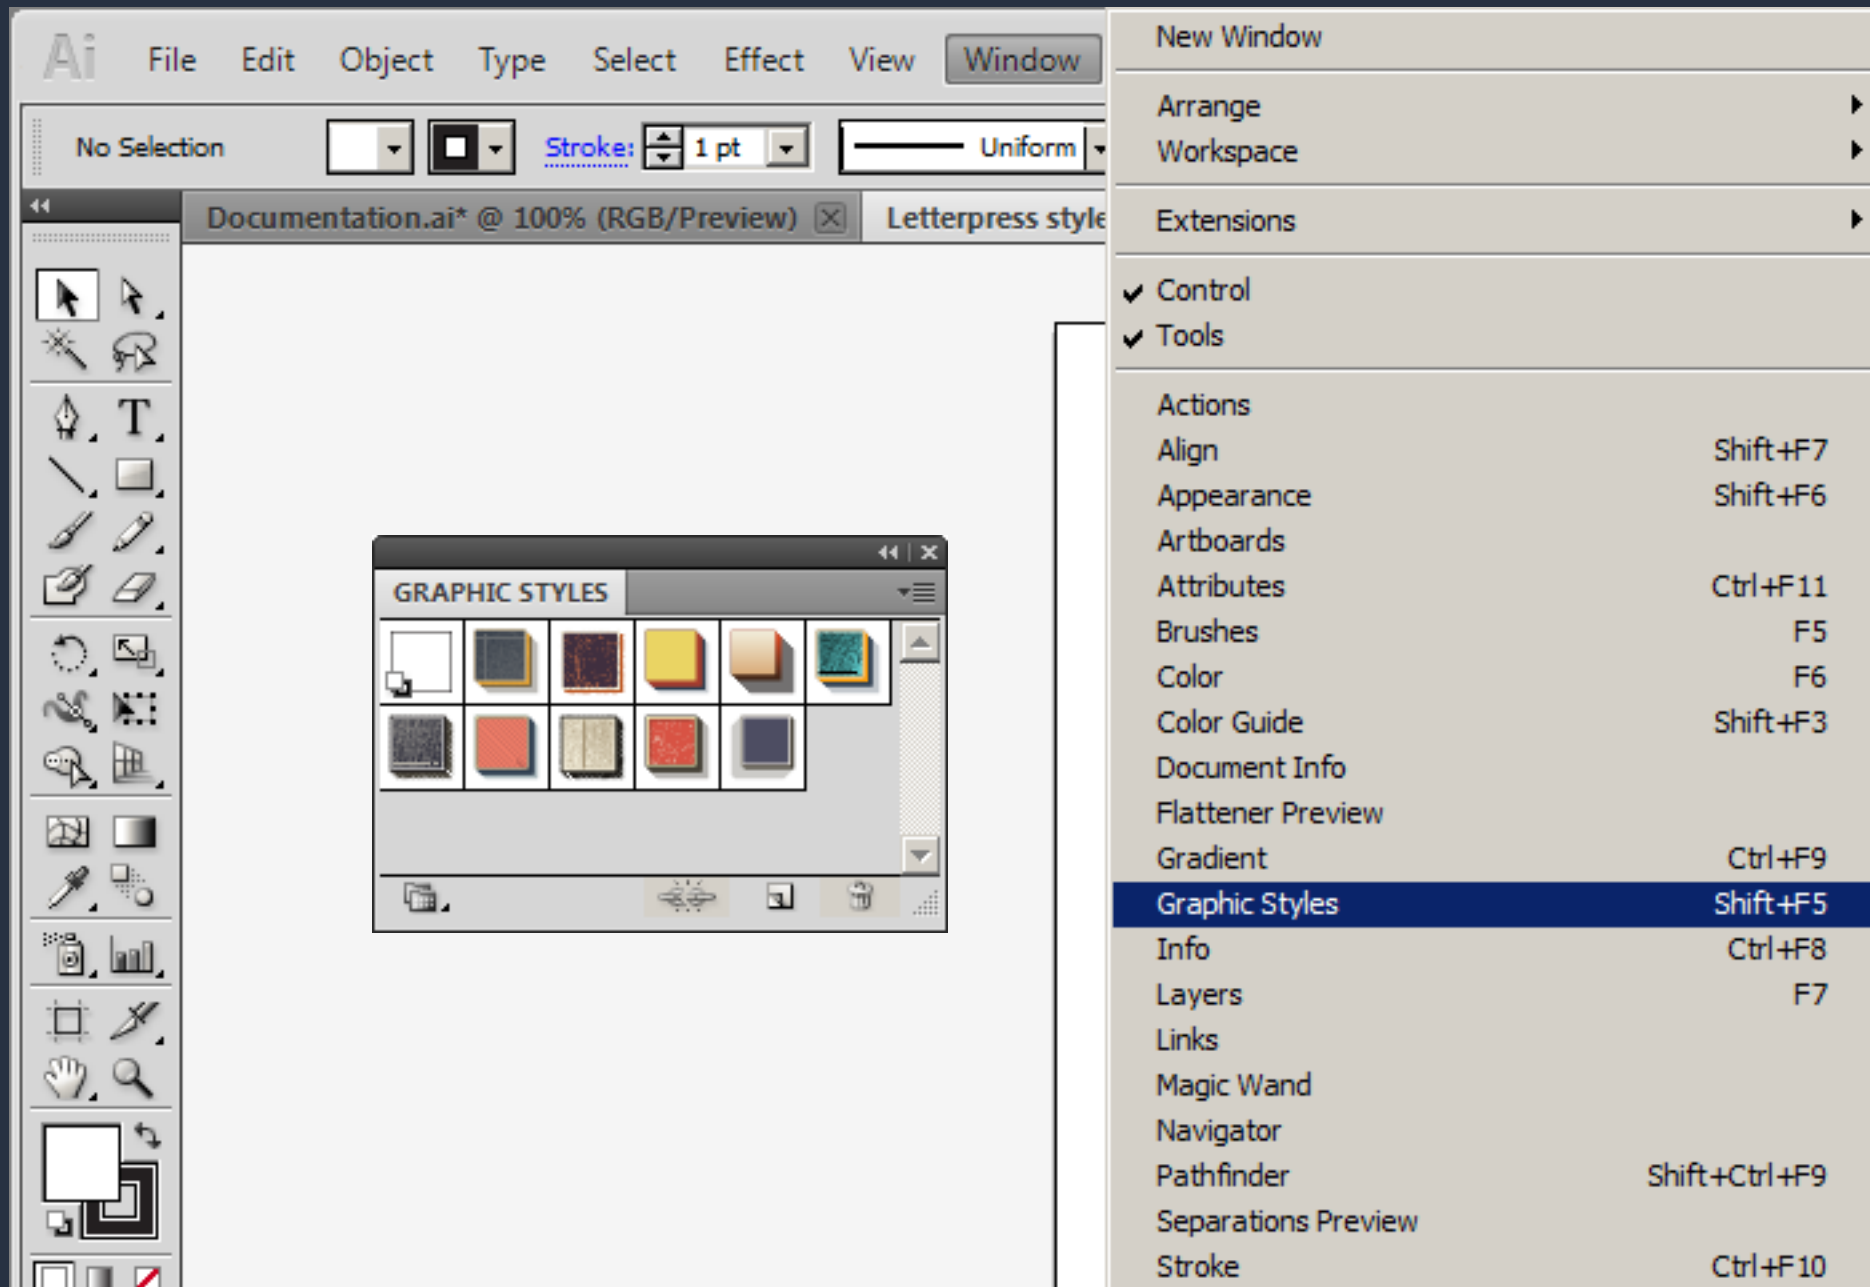 Ai File Edit Object Type Select Effect View Window
No Selection Stroke: 1 pt Uniform
Documentation.ai* @ 100% (RGB/Preview) Letterpress style
T
GRAPHIC STYLES
New Window
Arrange
Workspace
Extensions
Control
Tools
Actions
Align Shift+F7
Appearance Shift+F6
Artboards
Attributes Ctrl+F11
Brushes F5
Color F6
Color Guide Shift+F3
Document Info
Flattener Preview
Gradient Ctrl+F9
Graphic Styles Shift+F5
Info Ctrl+F8
Layers F7
Links
Magic Wand
Navigator
Pathfinder Shift+Ctrl+F9
Separations Preview
Stroke Ctrl+F10